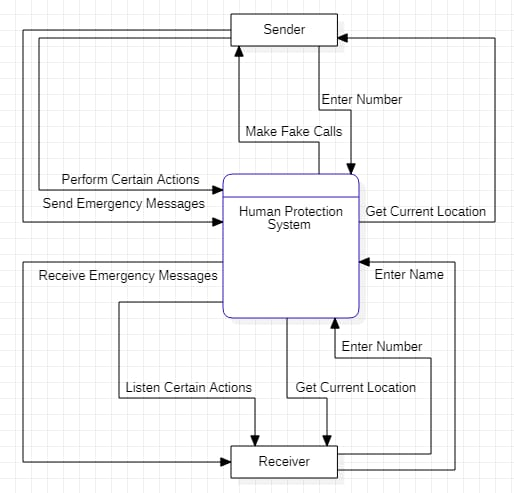 Sender
Enter Number
Make Fake Calls
Perform Certain Actions
Send Emergency Messages
Human Protection
System
Get Current Location
Receive Emergency Messages
Enter Name
Enter Number
Listen Certain Actions
Get Current Location
Receiver